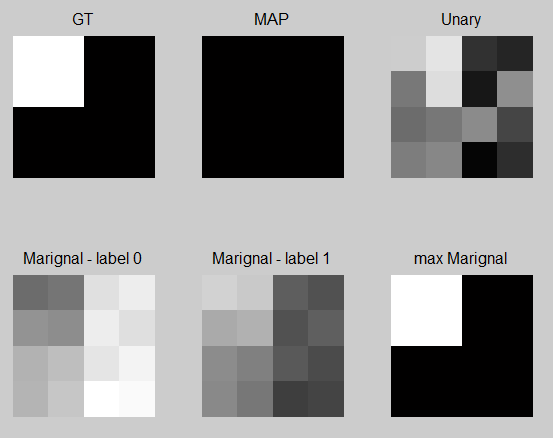 GT
MAP
Unary
Marignal - label 0
Marignal - label 1
max Marignal